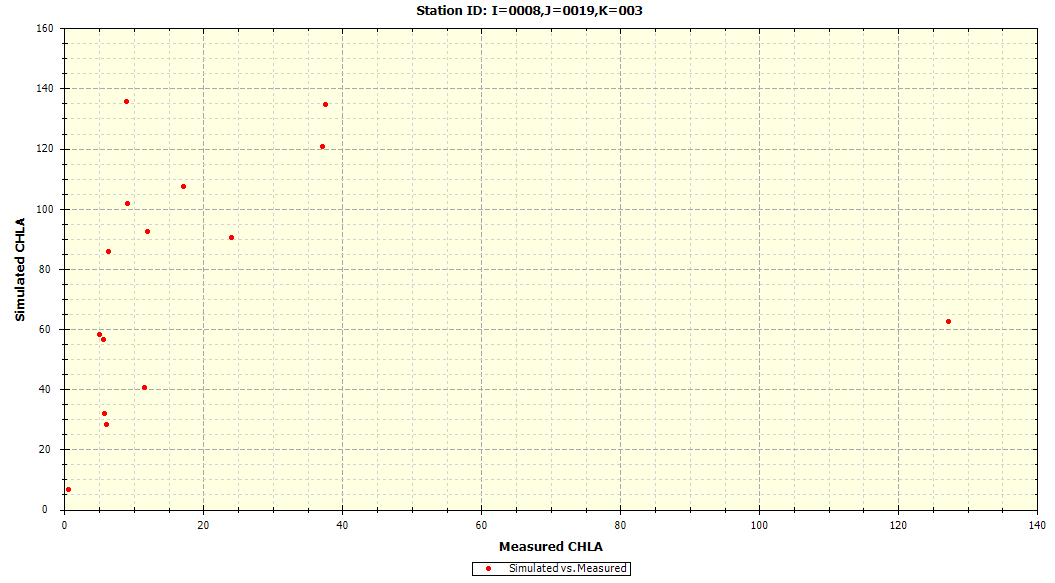 Station ID: I=0008,J=0019,K=003
160
140
120
100
80
60
40
20
0
Simulated CHLA
0 20 40 60 80 100 120 140
Measured CHLA
Simulated vs. Measured